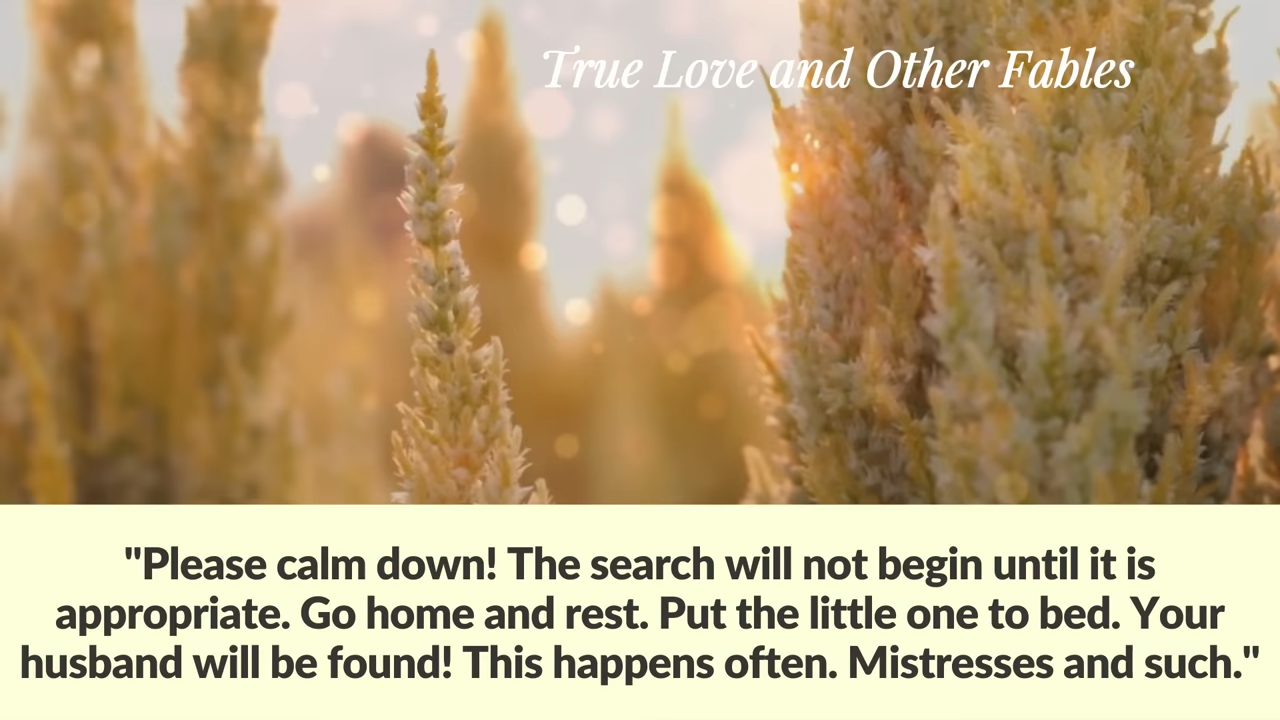 True Love and Other Fables
"Please calm down! The search will not begin until it is
appropriate. Go home and rest. Put the little one to bed. Your
husband will be found! This happens often. Mistresses and such."